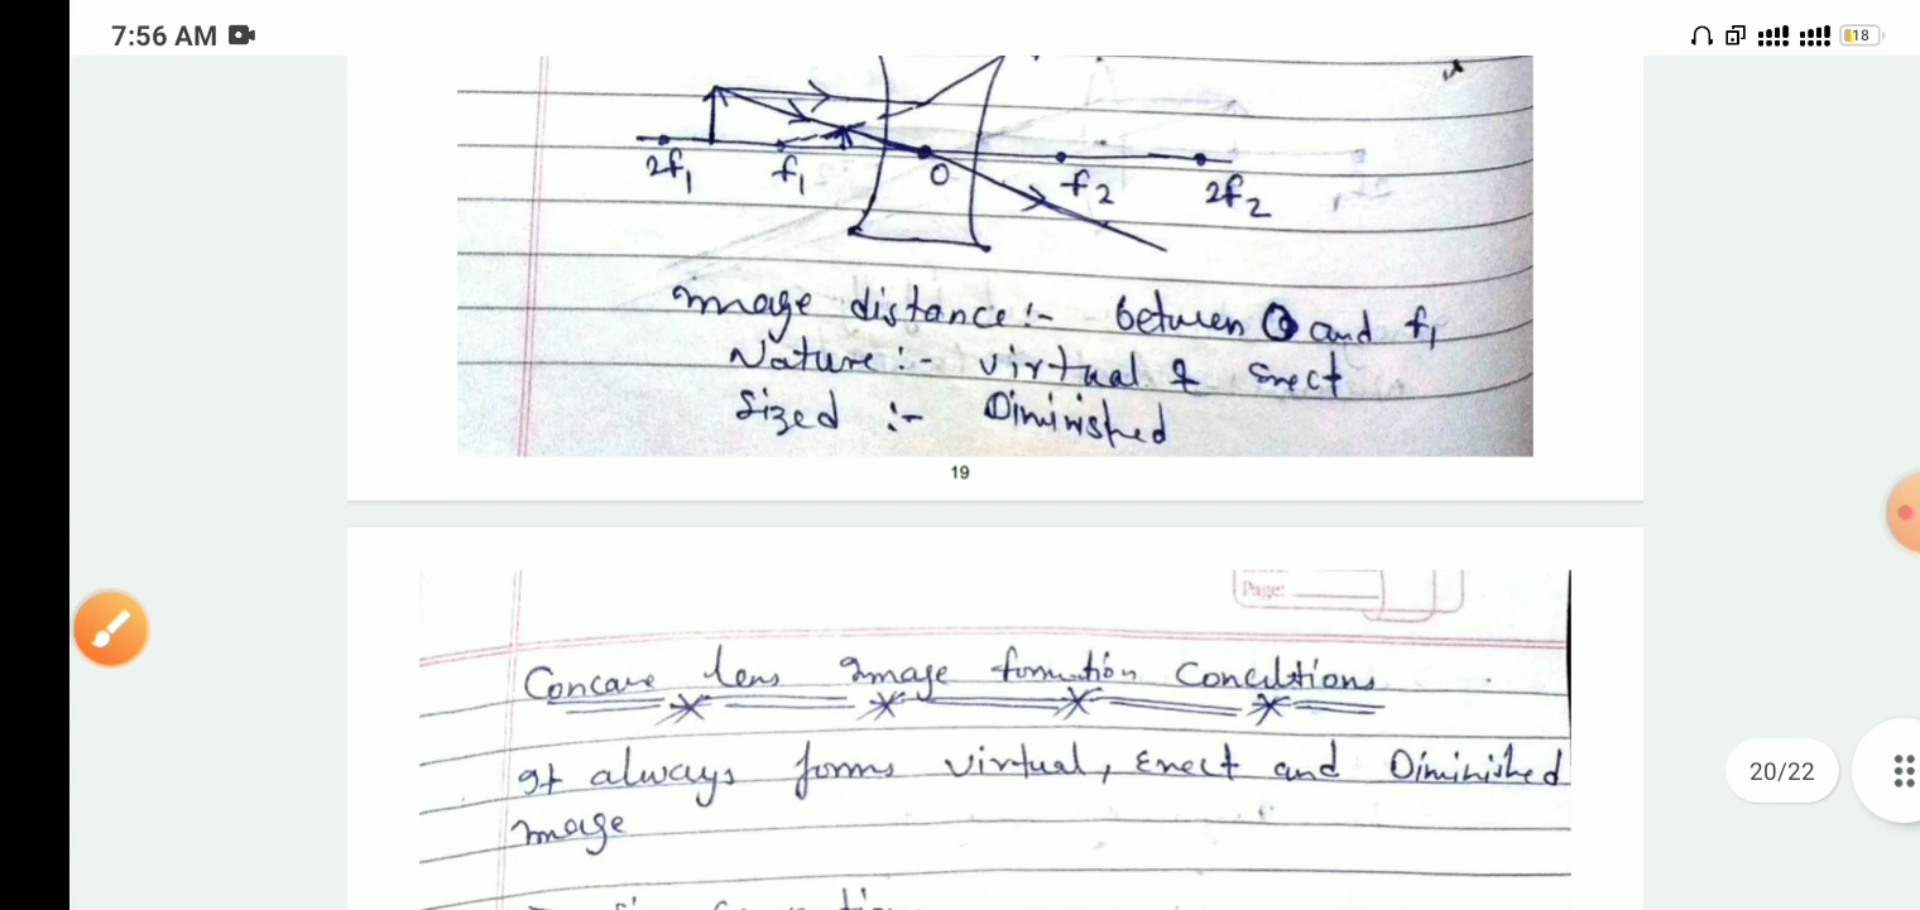 7:56 AM
18
2f1 f1 O f2 2f2
Image distance :- between O and f1
Nature :- virtual & Erect
Sized :- Diminished
19
Page:
Concave lens Image formation Conditions
It always forms virtual, Erect and Diminished
Image
20/22